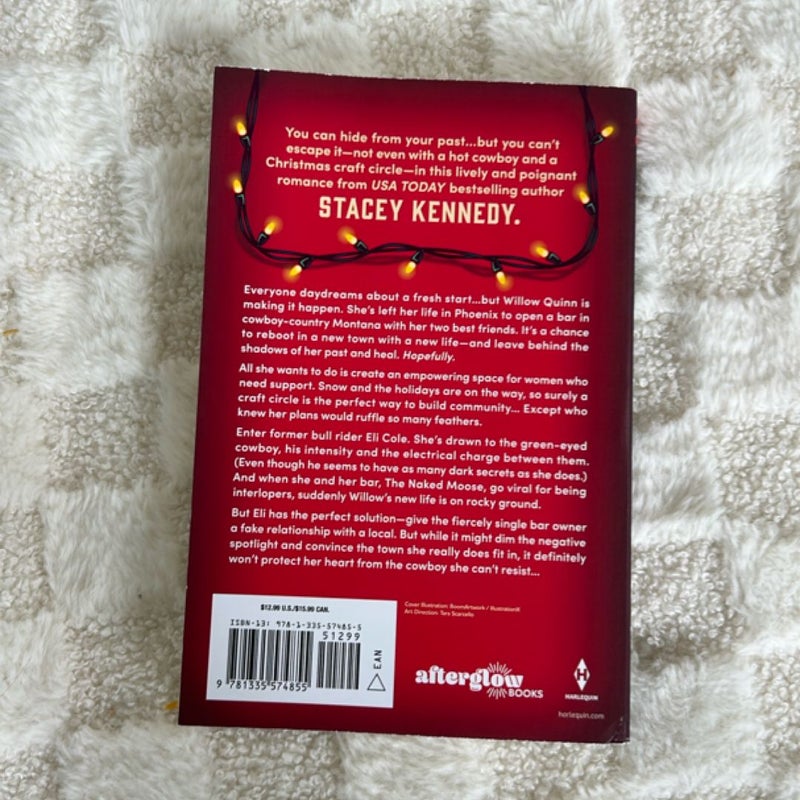 You can hide from your past...but you can't
escape it—not even with a hot cowboy and a
Christmas craft circle—in this lively and poignant
romance from USA TODAY bestselling author
STACEY KENNEDY.
Everyone daydreams about a fresh start...but Willow Quinn is
making it happen. She's left her life in Phoenix to open a bar in
cowboy-country Montana with her two best friends. It's a chance
to reboot in a new town with a new life—and leave behind the
shadows of her past and heal. Hopefully.
All she wants to do is create an empowering space for women who
need support. Snow and the holidays are on the way, so surely a
craft circle is the perfect way to build community... Except who
knew her plans would ruffle so many feathers.
Enter former bull rider Eli Cole. She's drawn to the green-eyed
cowboy, his intensity and the electrical charge between them.
(Even though he seems to have as many dark secrets as she does.)
And when she and her bar, The Naked Moose, go viral for being
interlopers, suddenly Willow's new life is on rocky ground.
But Eli has the perfect solution—give the fiercely single bar owner
a fake relationship with a local. But while it might dim the negative
spotlight and convince the town she really does fit in, it definitely
won't protect her heart from the cowboy she can't resist...
$12.99 U.S./$15.99 CAN.
ISBN-13: 978-1-335-57485-5
51299
EAN
9 781335 574855
Cover Illustration: BoomArtwork / IllustrationX
Art Direction: Tara Scarcello
afterglow
BOOKS
H
HARLEQUIN
harlequin.com